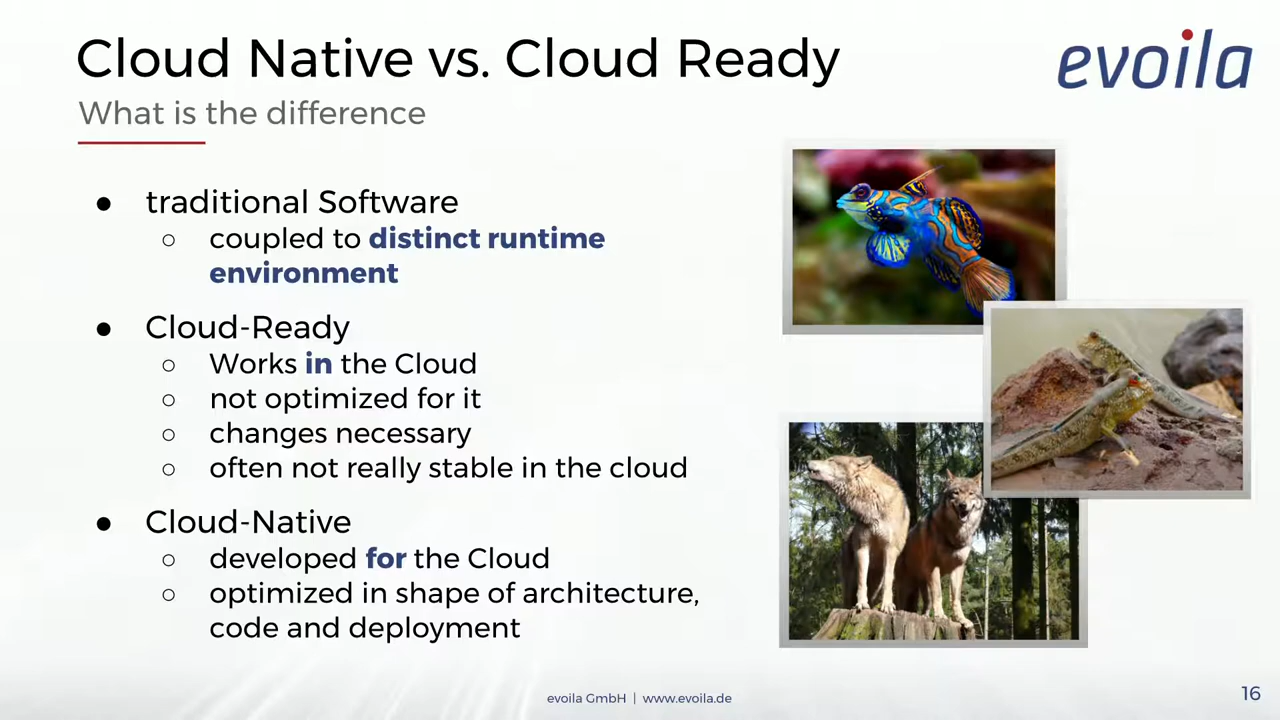 Cloud Native vs. Cloud Ready
evoila
What is the difference
● traditional Software
○ coupled to distinct runtime
environment
● Cloud-Ready
○ Works in the Cloud
○ not optimized for it
○ changes necessary
○ often not really stable in the cloud
● Cloud-Native
○ developed for the Cloud
○ optimized in shape of architecture,
code and deployment
evoila GmbH | www.evoila.de
16